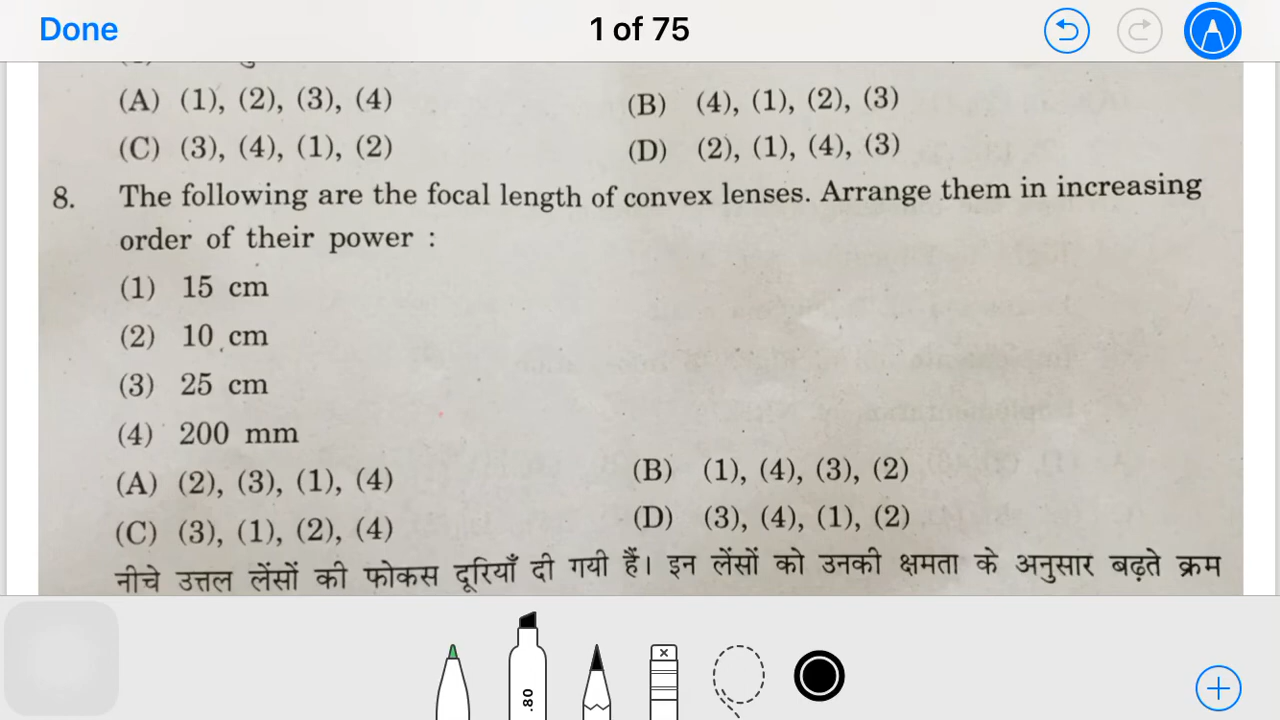 Done
1 of 75
(A) (1), (2), (3), (4)
(B) (4), (1), (2), (3)
(C) (3), (4), (1), (2)
(D) (2), (1), (4), (3)
8. The following are the focal length of convex lenses. Arrange them in increasing
order of their power :
(1) 15 cm
(2) 10 cm
(3) 25 cm
(4) 200 mm
(A) (2), (3), (1), (4)
(B) (1), (4), (3), (2)
(C) (3), (1), (2), (4)
(D) (3), (4), (1), (2)
नीचे उत्तल लेंसों की फोकस दूरियाँ दी गयी हैं। इन लेंसों को उनकी क्षमता के अनुसार बढ़ते क्रम
.80